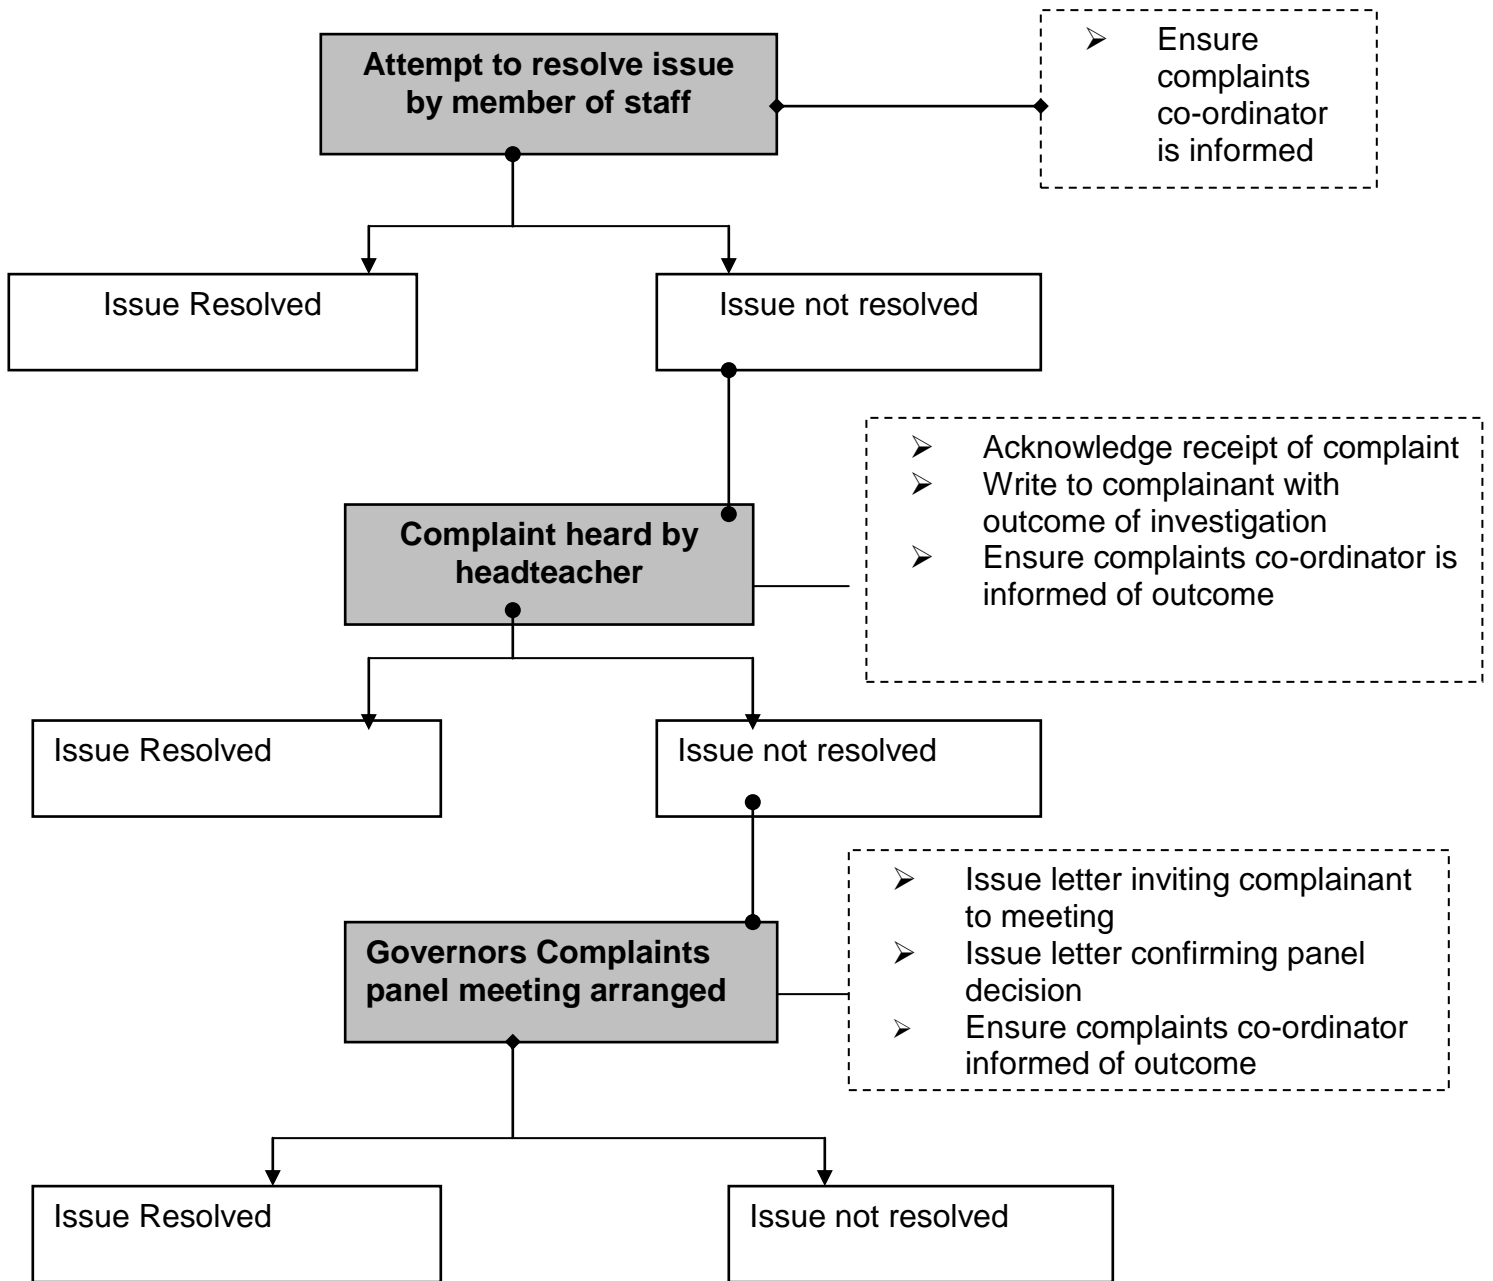 Attempt to resolve issue
by member of staff
➢ Ensure
complaints
co-ordinator
is informed
Issue Resolved
Issue not resolved
➢ Acknowledge receipt of complaint
➢ Write to complainant with
outcome of investigation
➢ Ensure complaints co-ordinator is
informed of outcome
Complaint heard by
headteacher
Issue Resolved
Issue not resolved
➢ Issue letter inviting complainant
to meeting
➢ Issue letter confirming panel
decision
➢ Ensure complaints co-ordinator
informed of outcome
Governors Complaints
panel meeting arranged
Issue Resolved
Issue not resolved